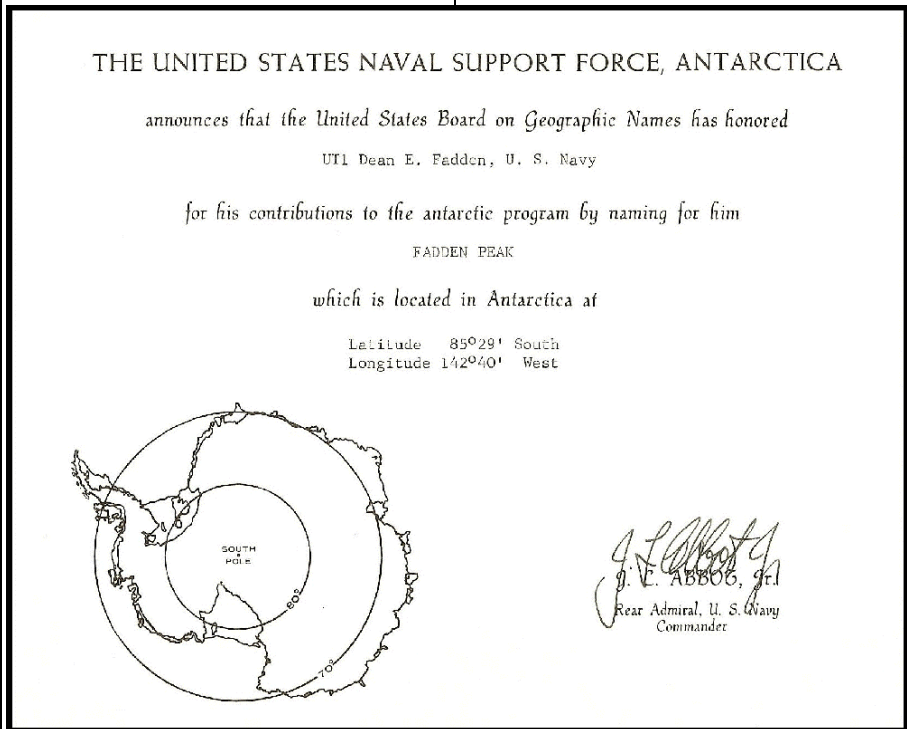 THE UNITED STATES NAVAL SUPPORT FORCE, ANTARCTICA
announces that the United States Board on Geographic Names has honored
UT1 Dean E. Fadden, U. S. Navy
for his contributions to the antarctic program by naming for him
FADDEN PEAK
which is located in Antarctica at
Latitude 85°29' South
Longitude 142°40' West
SOUTH
POLE
80°
70°
J. L. ABBOT, Jr.
Rear Admiral, U. S. Navy
Commander